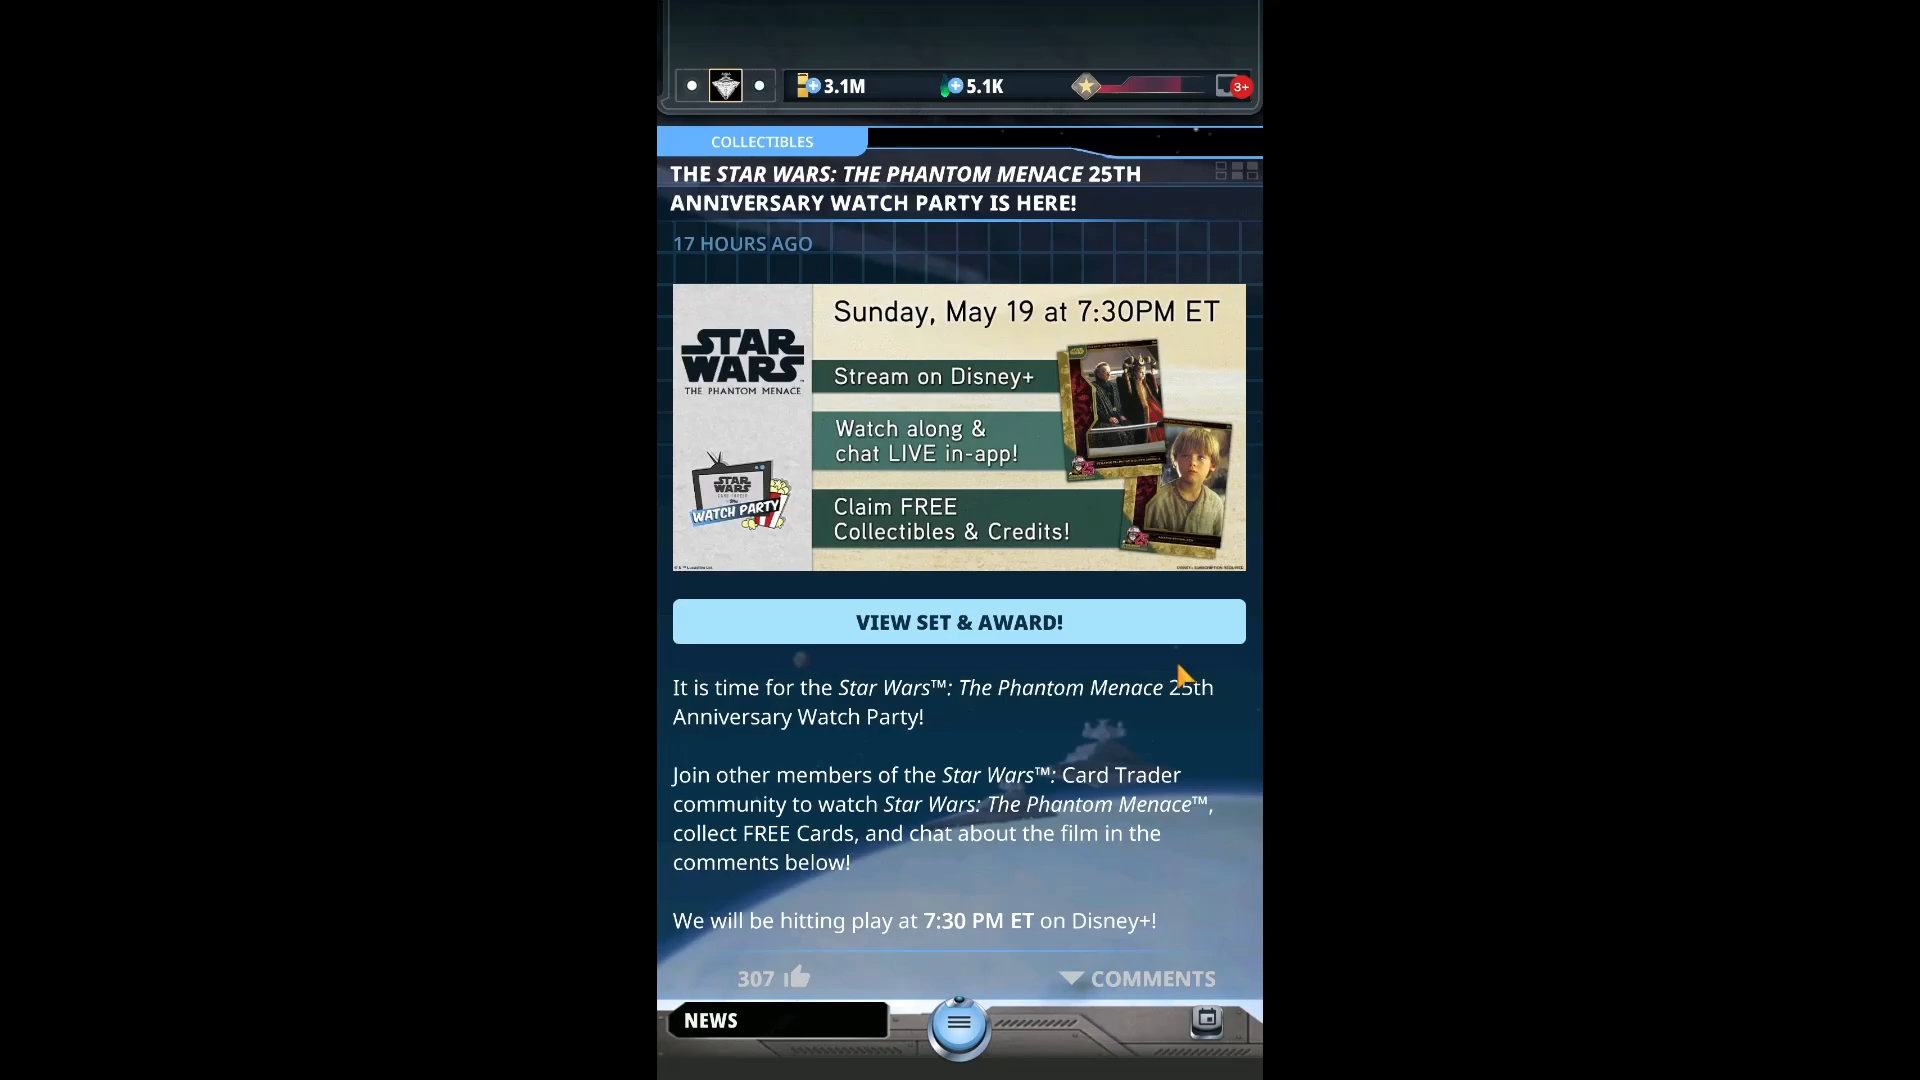 3.1M
5.1K
3+
COLLECTIBLES
THE STAR WARS: THE PHANTOM MENACE 25TH
ANNIVERSARY WATCH PARTY IS HERE!
17 HOURS AGO
Sunday, May 19 at 7:30PM ET
STAR
WARS
THE PHANTOM MENACE
Stream on Disney+
Watch along &
chat LIVE in-app!
STAR
WARS
WATCH PARTY
Claim FREE
Collectibles & Credits!
25
25
VIEW SET & AWARD!
It is time for the Star Wars™: The Phantom Menace 25th
Anniversary Watch Party!
Join other members of the Star Wars™: Card Trader
community to watch Star Wars: The Phantom Menace™,
collect FREE Cards, and chat about the film in the
comments below!
We will be hitting play at 7:30 PM ET on Disney+!
307
COMMENTS
NEWS